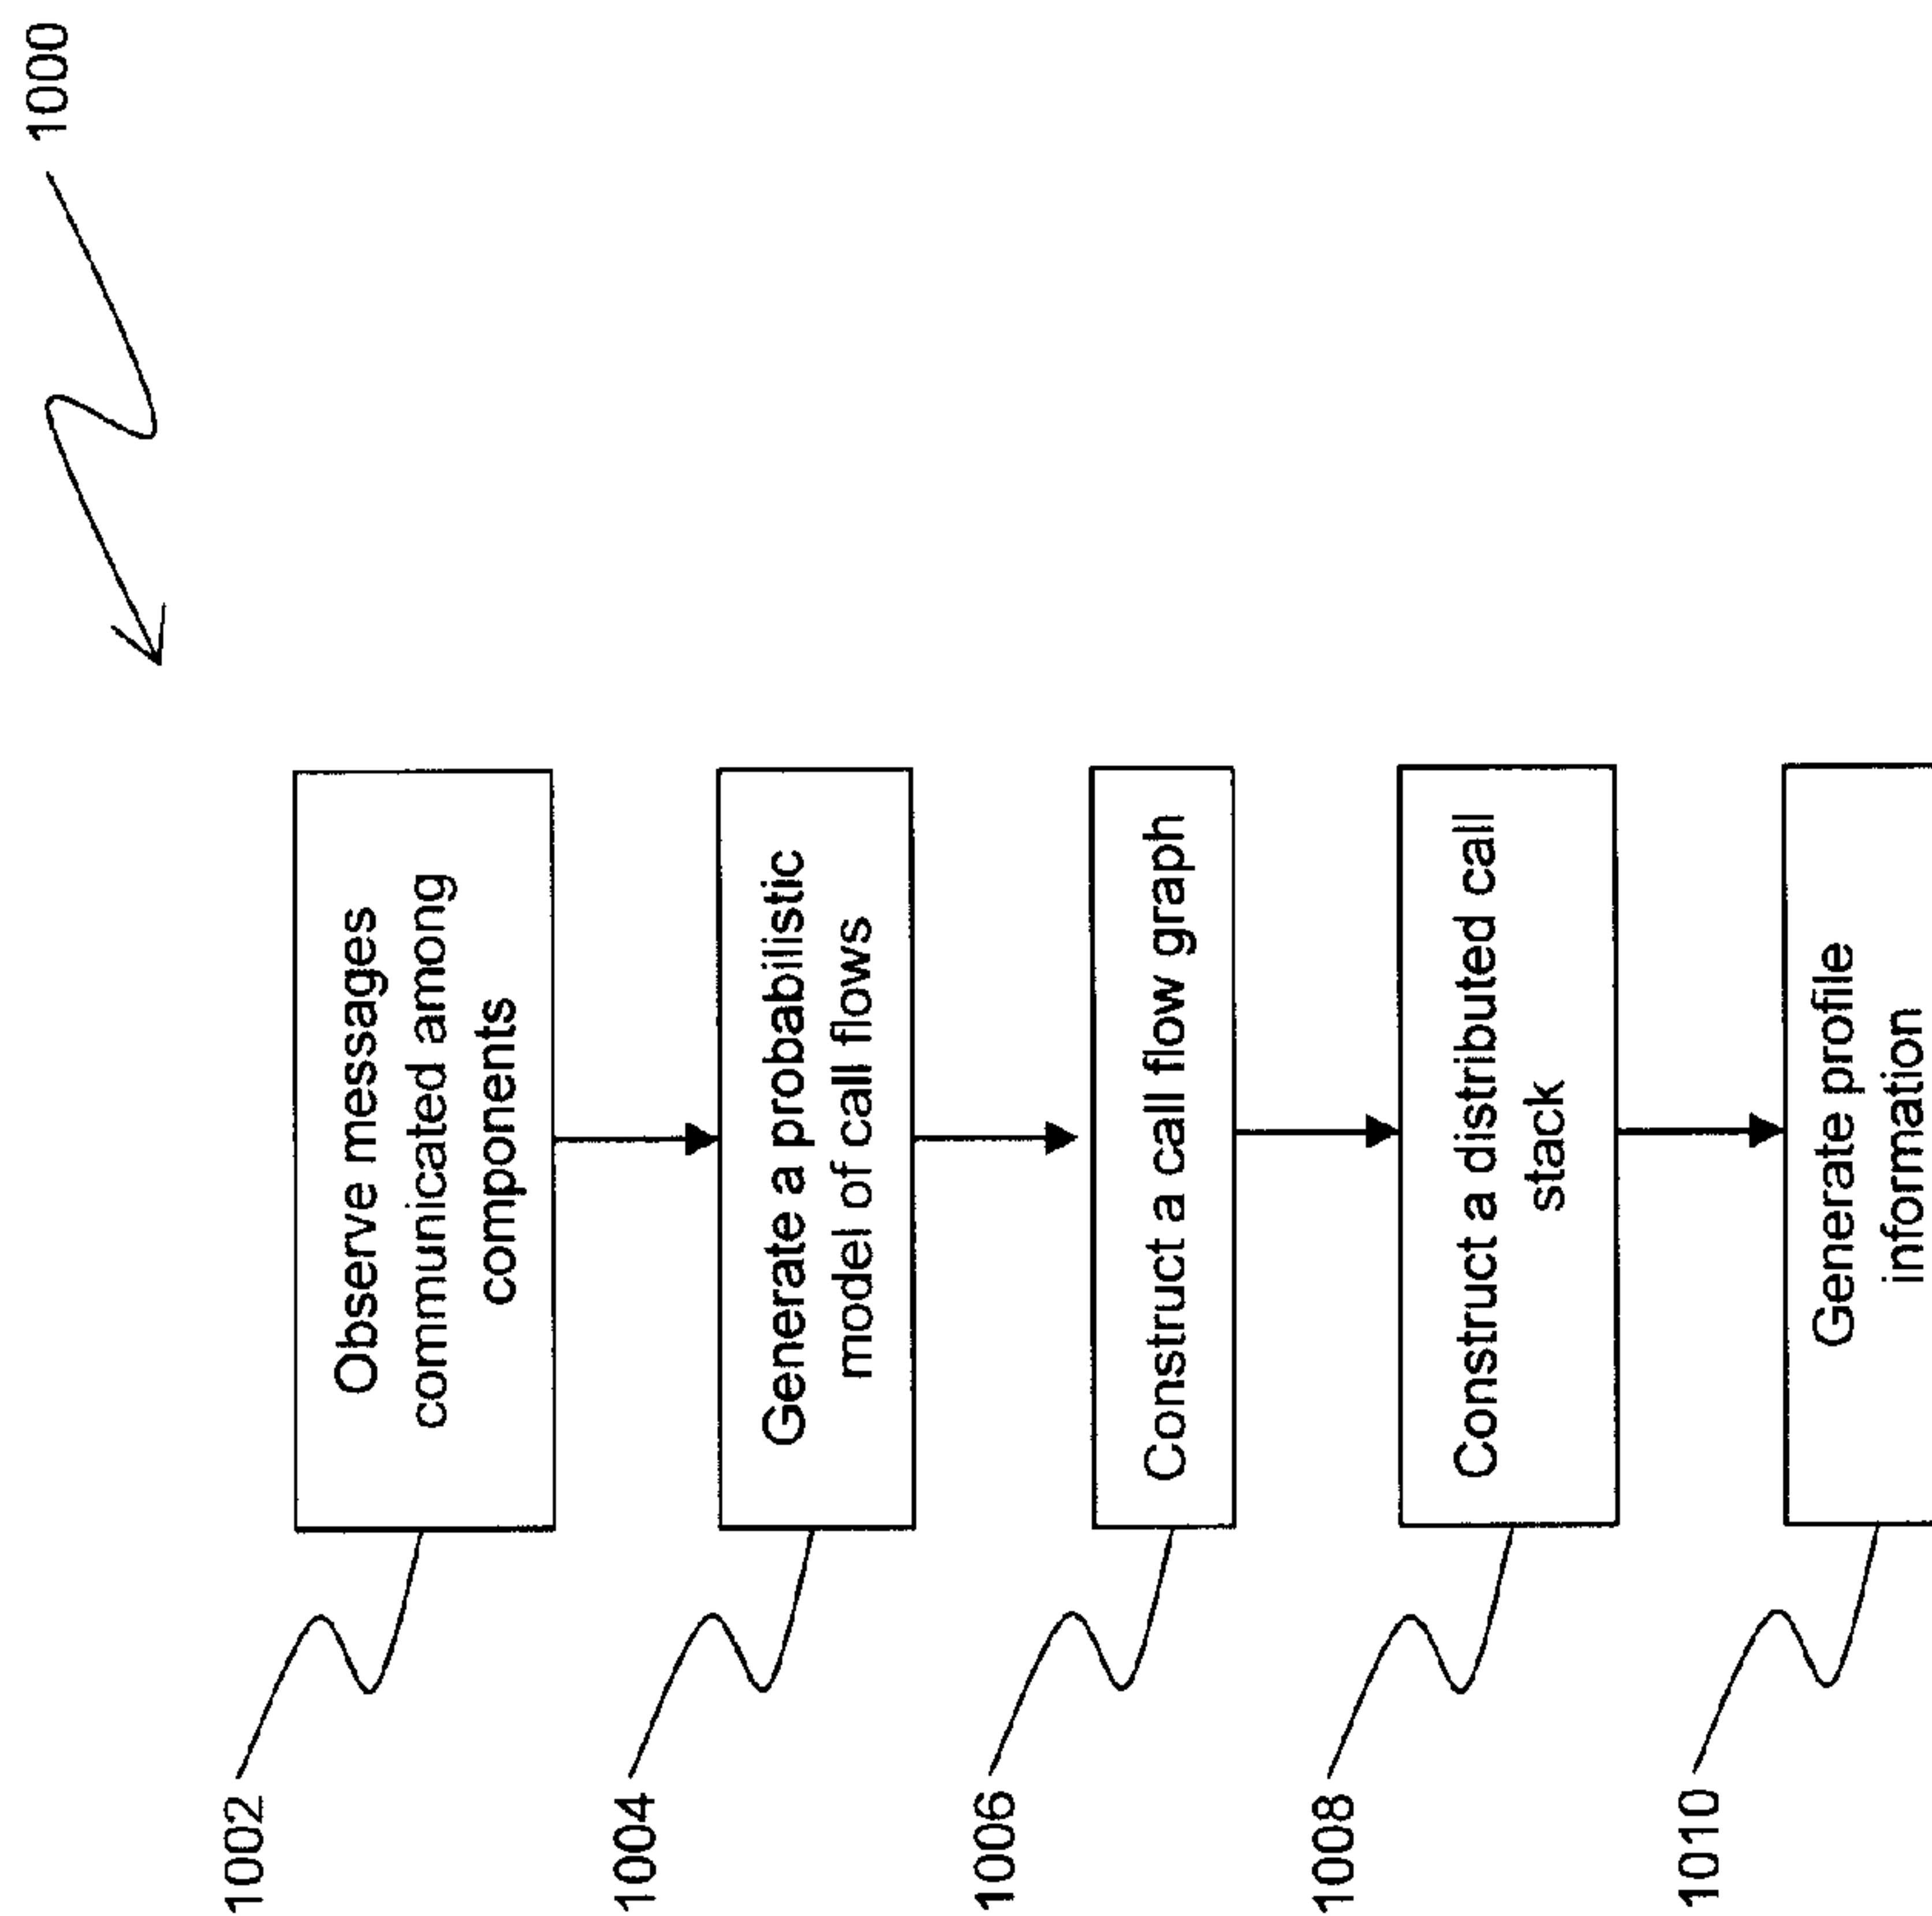 1000
1002
Observe messages
communicated among
components
1004
Generate a probabilistic
model of call flows
1006
Construct a call flow graph
1008
Construct a distributed call
stack
1010
Generate profile
information